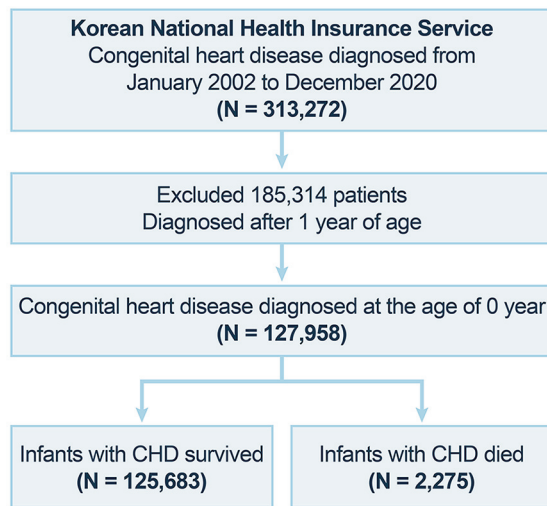 Korean National Health Insurance Service
Congenital heart disease diagnosed from
January 2002 to December 2020
(N = 313,272)
Excluded 185,314 patients
Diagnosed after 1 year of age
Congenital heart disease diagnosed at the age of 0 year
(N = 127,958)
Infants with CHD survived
(N = 125,683)
Infants with CHD died
(N = 2,275)